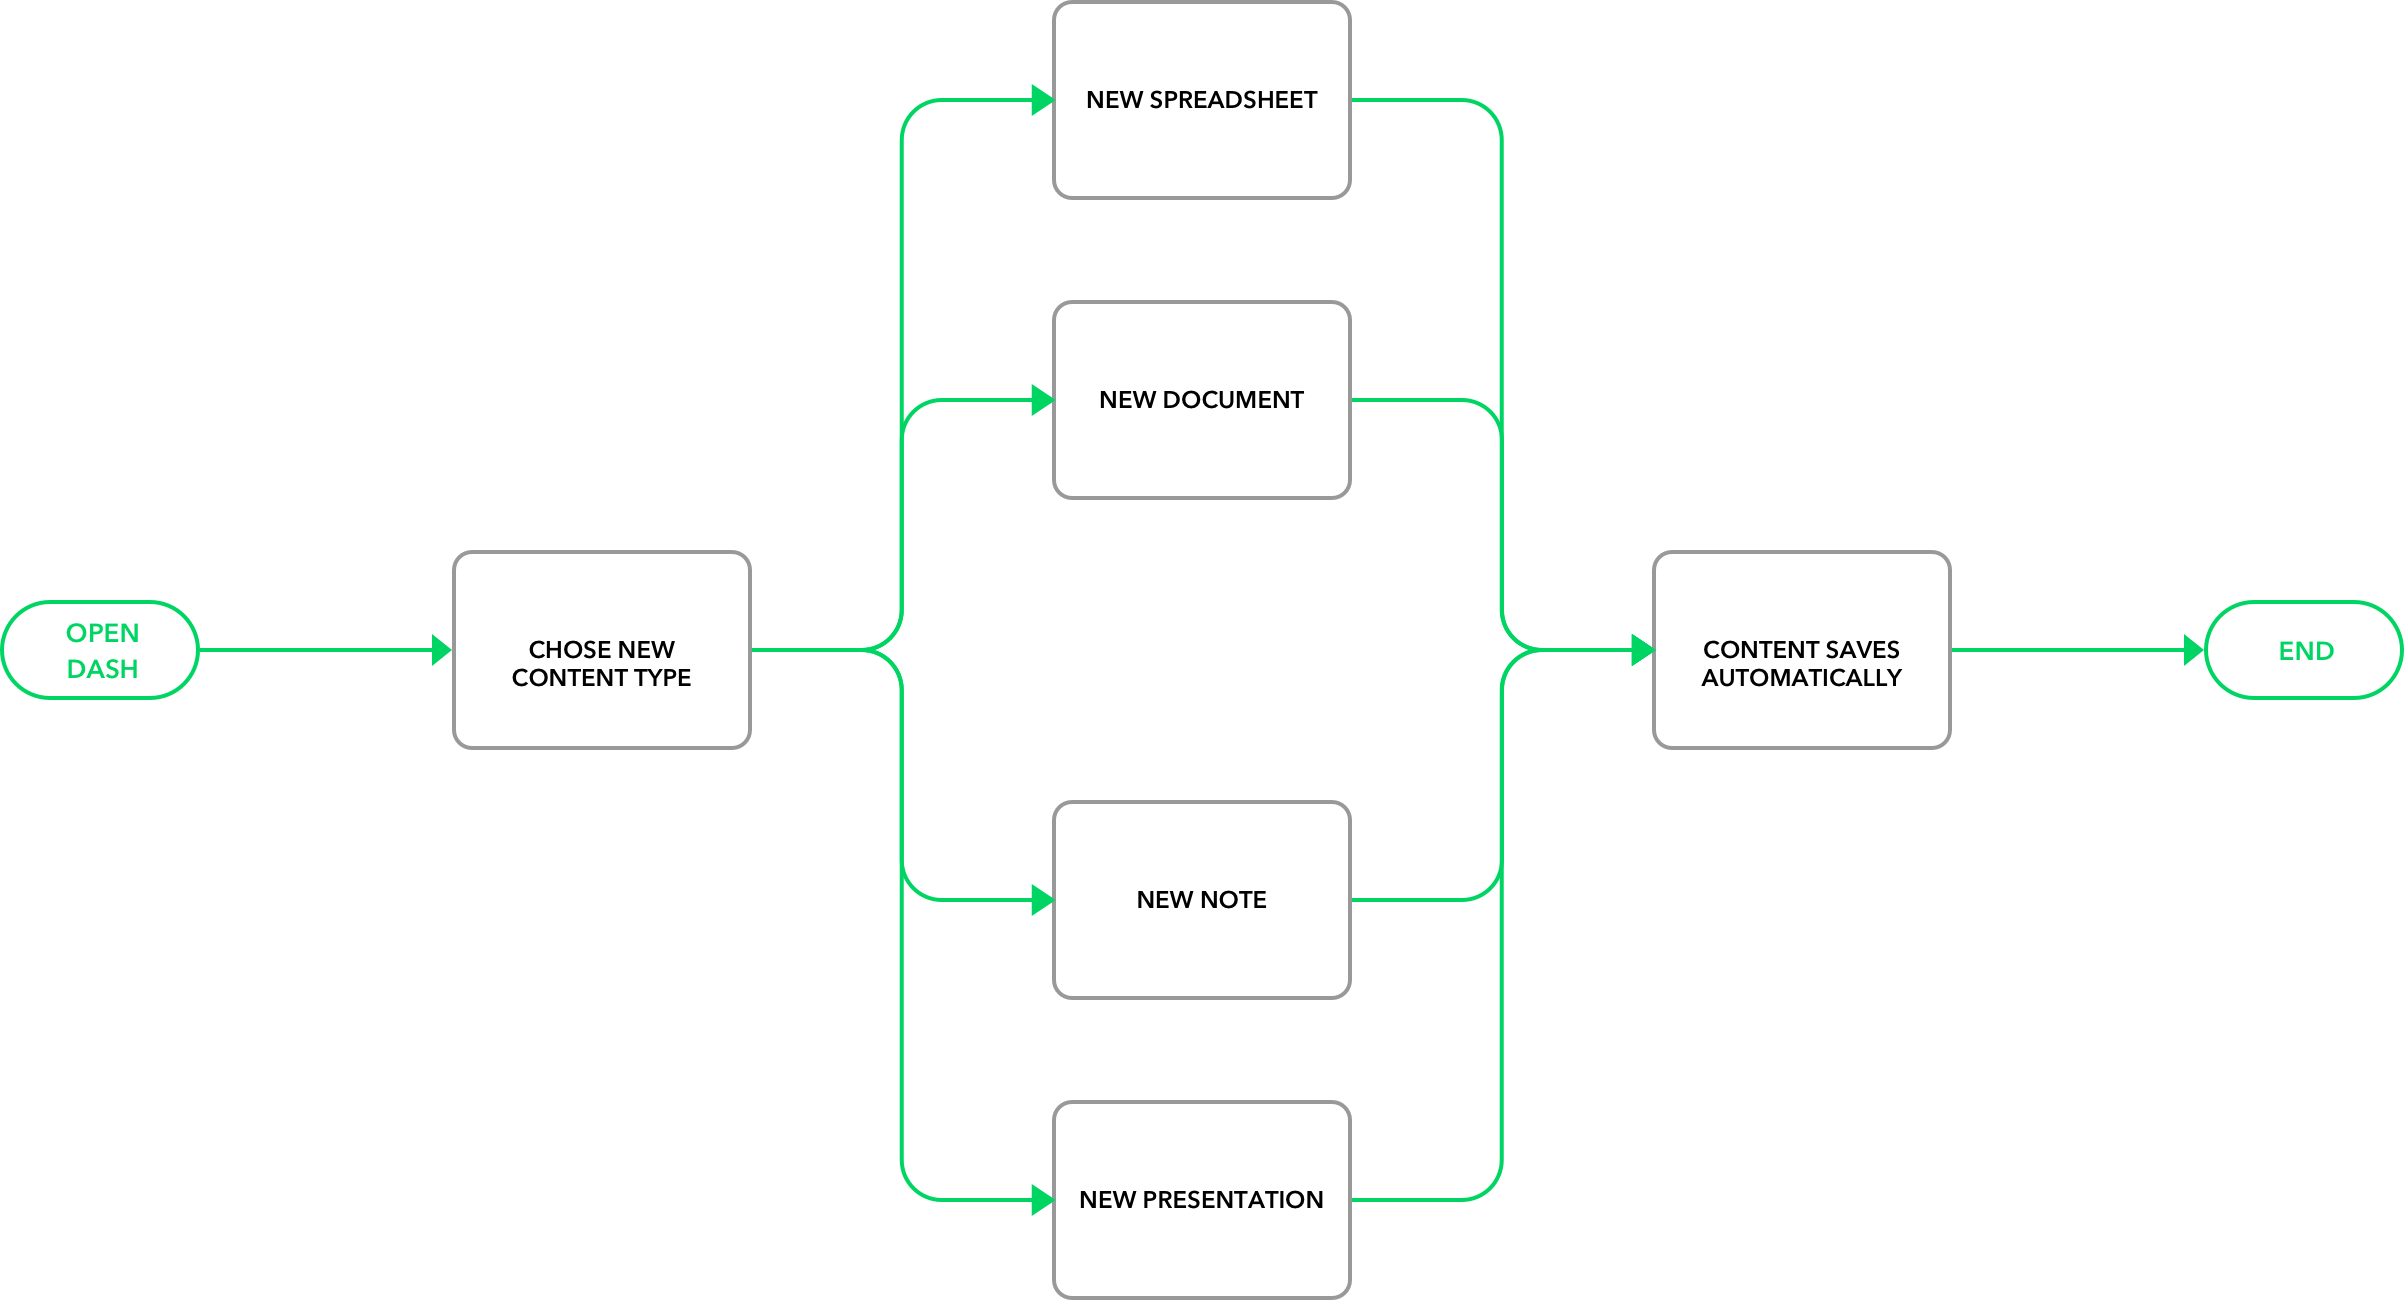 OPEN
DASH
CHOSE NEW
CONTENT TYPE
NEW SPREADSHEET
NEW DOCUMENT
NEW NOTE
NEW PRESENTATION
CONTENT SAVES
AUTOMATICALLY
END